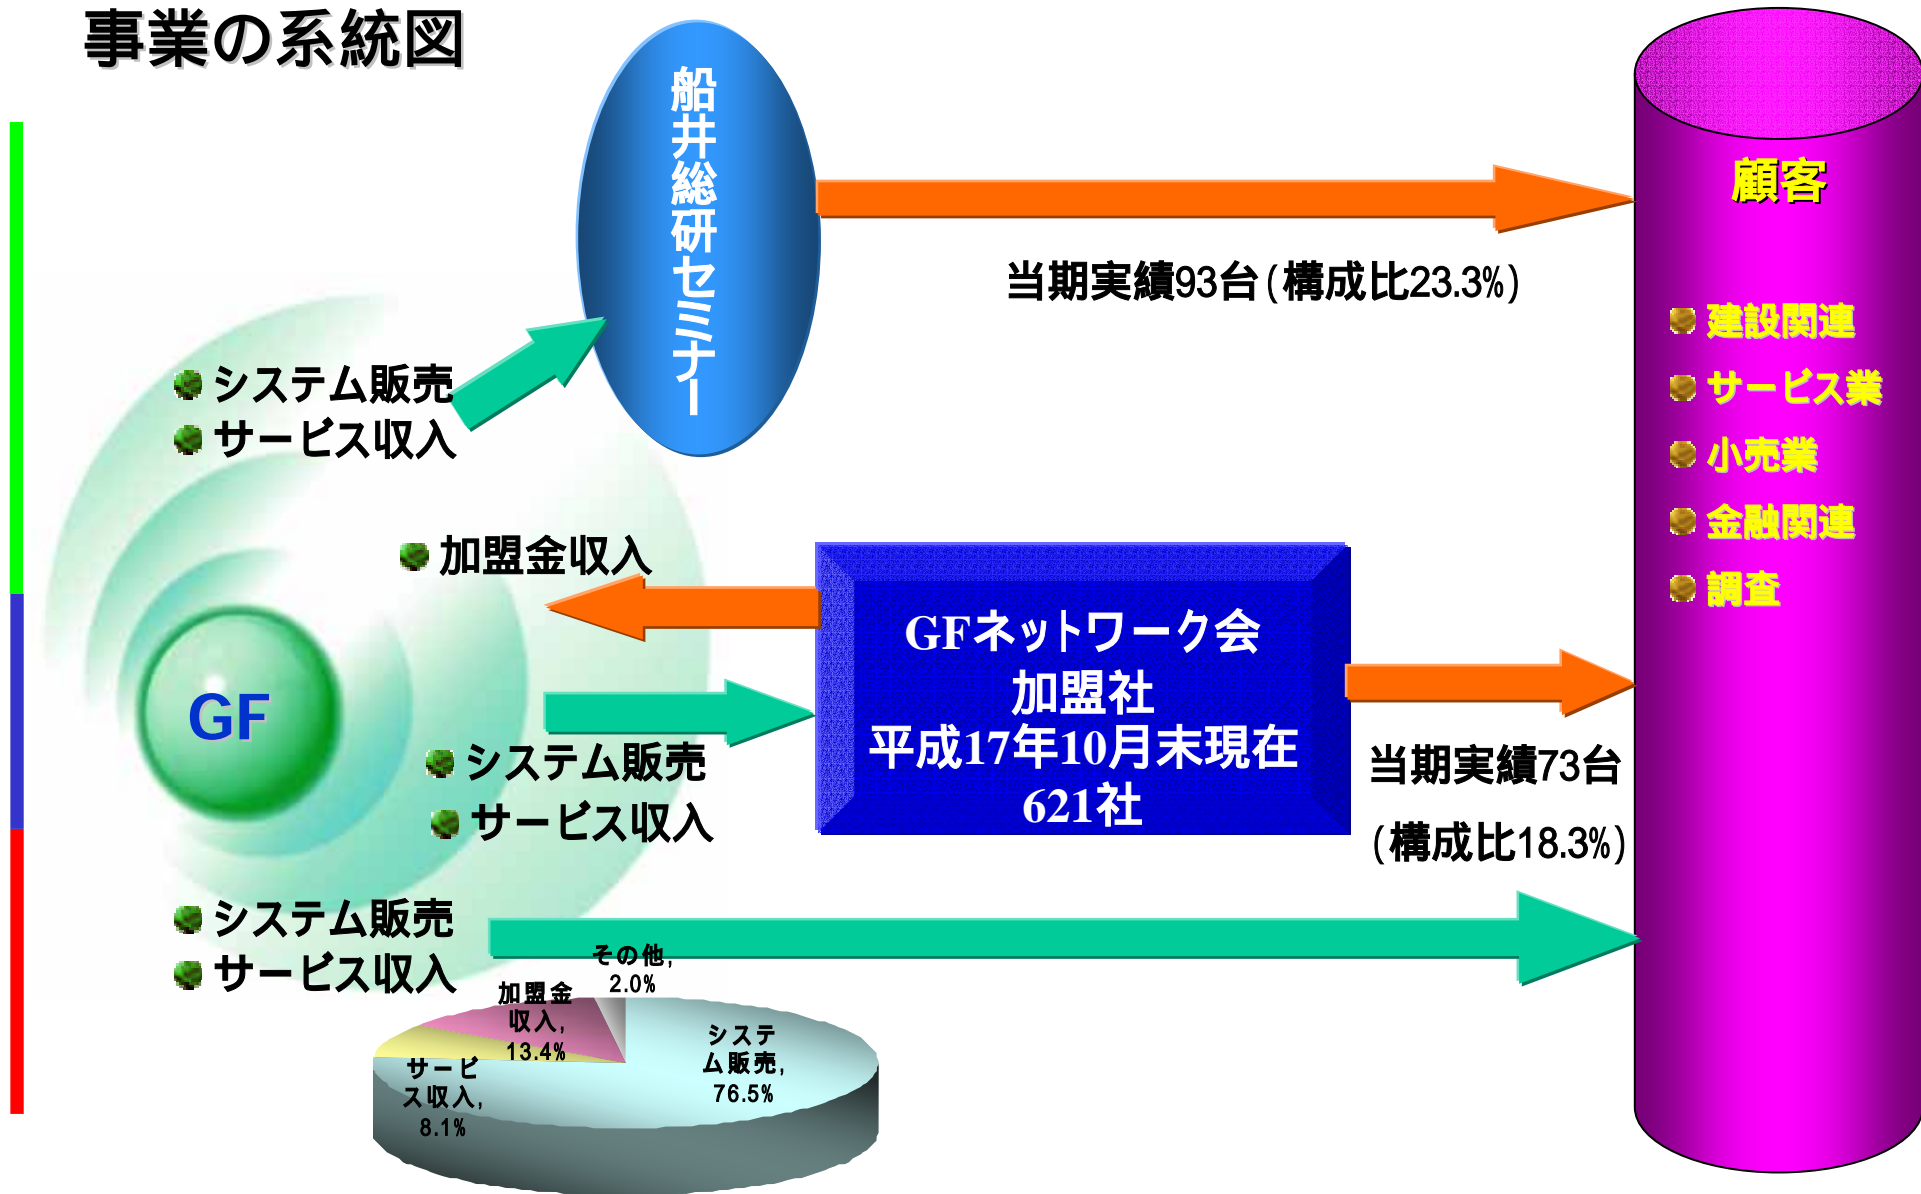 事業の系統図
船井総研セミナー
顧客
当期実績93台(構成比23.3%)
建設関連
サービス業
小売業
金融関連
調査
システム販売
サービス収入
加盟金収入
GF
GFネットワーク会
加盟社
平成17年10月末現在
621社
システム販売
サービス収入
当期実績73台
(構成比18.3%)
システム販売
サービス収入
その他,
2.0%
加盟金
収入,
13.4%
システ
ム販売,
76.5%
サービ
ス収入,
8.1%